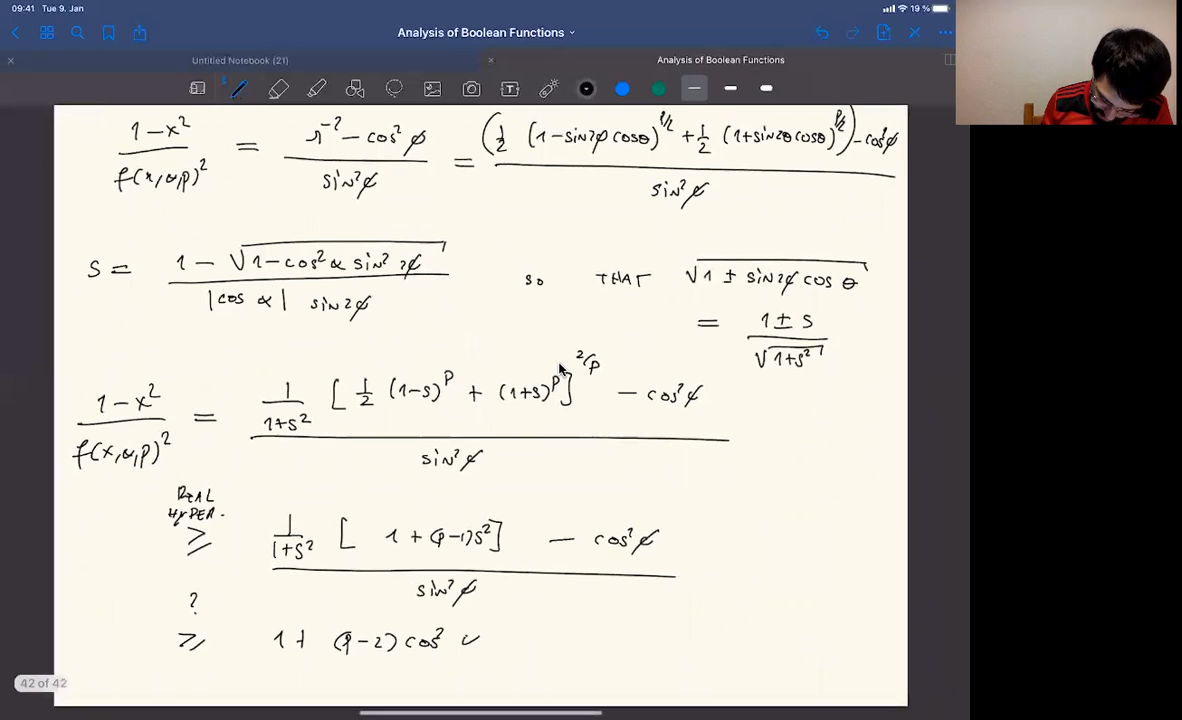 09:41 Tue 9. Jan
19 %
Analysis of Boolean Functions
Untitled Notebook (21)
Analysis of Boolean Functions
(1-x²)/(f(x,α,p)²) = (r⁻² - cos²φ)/(sin²φ) = ((½ (1-sin2φ cosθ)^{p/2} + ½ (1+sin2θ cosθ)^{p/2}) - cos²φ)/(sin²φ)
S = (1 - √(1-cos²α sin²2φ))/(|cos α| sin2φ) so THAT √(1 ± sin2φ cos θ)
= (1 ± s)/√(1+s²)
(1-x²)/(f(x,α,p)²) = (1/(1+s²) [½ (1-s)^p + (1+s)^p]^{2/p} - cos²φ)/(sin²φ)
REAL
HYPER.
≥ (1/(1+s²) [1 + (p-1)s²] - cos²φ)/(sin²φ)
?
≥ 1 + (p-2) cos²
42 of 42